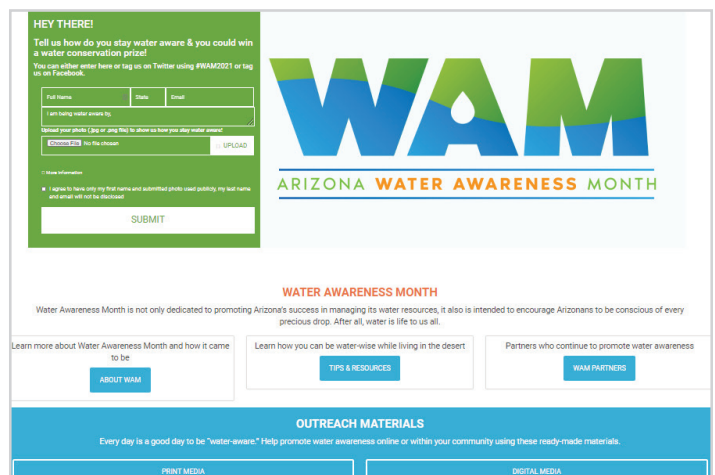 HEY THERE!
Tell us how do you stay water aware & you could win
a water conservation prize!
You can either enter here or tag us on Twitter using #WAM2021 or tag
us on Facebook.
Full Name
State
Email
I am being water aware by,
Upload your photo (.jpg or .png file) to show us how you stay water aware!
Choose File No file chosen
UPLOAD
More Information
I agree to have only my first name and submitted photo used publicly, my last name
and email will not be disclosed
SUBMIT
WAM
ARIZONA WATER AWARENESS MONTH
WATER AWARENESS MONTH
Water Awareness Month is not only dedicated to promoting Arizona's success in managing its water resources, it also is intended to encourage Arizonans to be conscious of every
precious drop. After all, water is life to us all.
Learn more about Water Awareness Month and how it came
to be
ABOUT WAM
Learn how you can be water-wise while living in the desert
TIPS & RESOURCES
Partners who continue to promote water awareness
WAM PARTNERS
OUTREACH MATERIALS
Every day is a good day to be "water-aware." Help promote water awareness online or within your community using these ready-made materials.
PRINT MEDIA
DIGITAL MEDIA